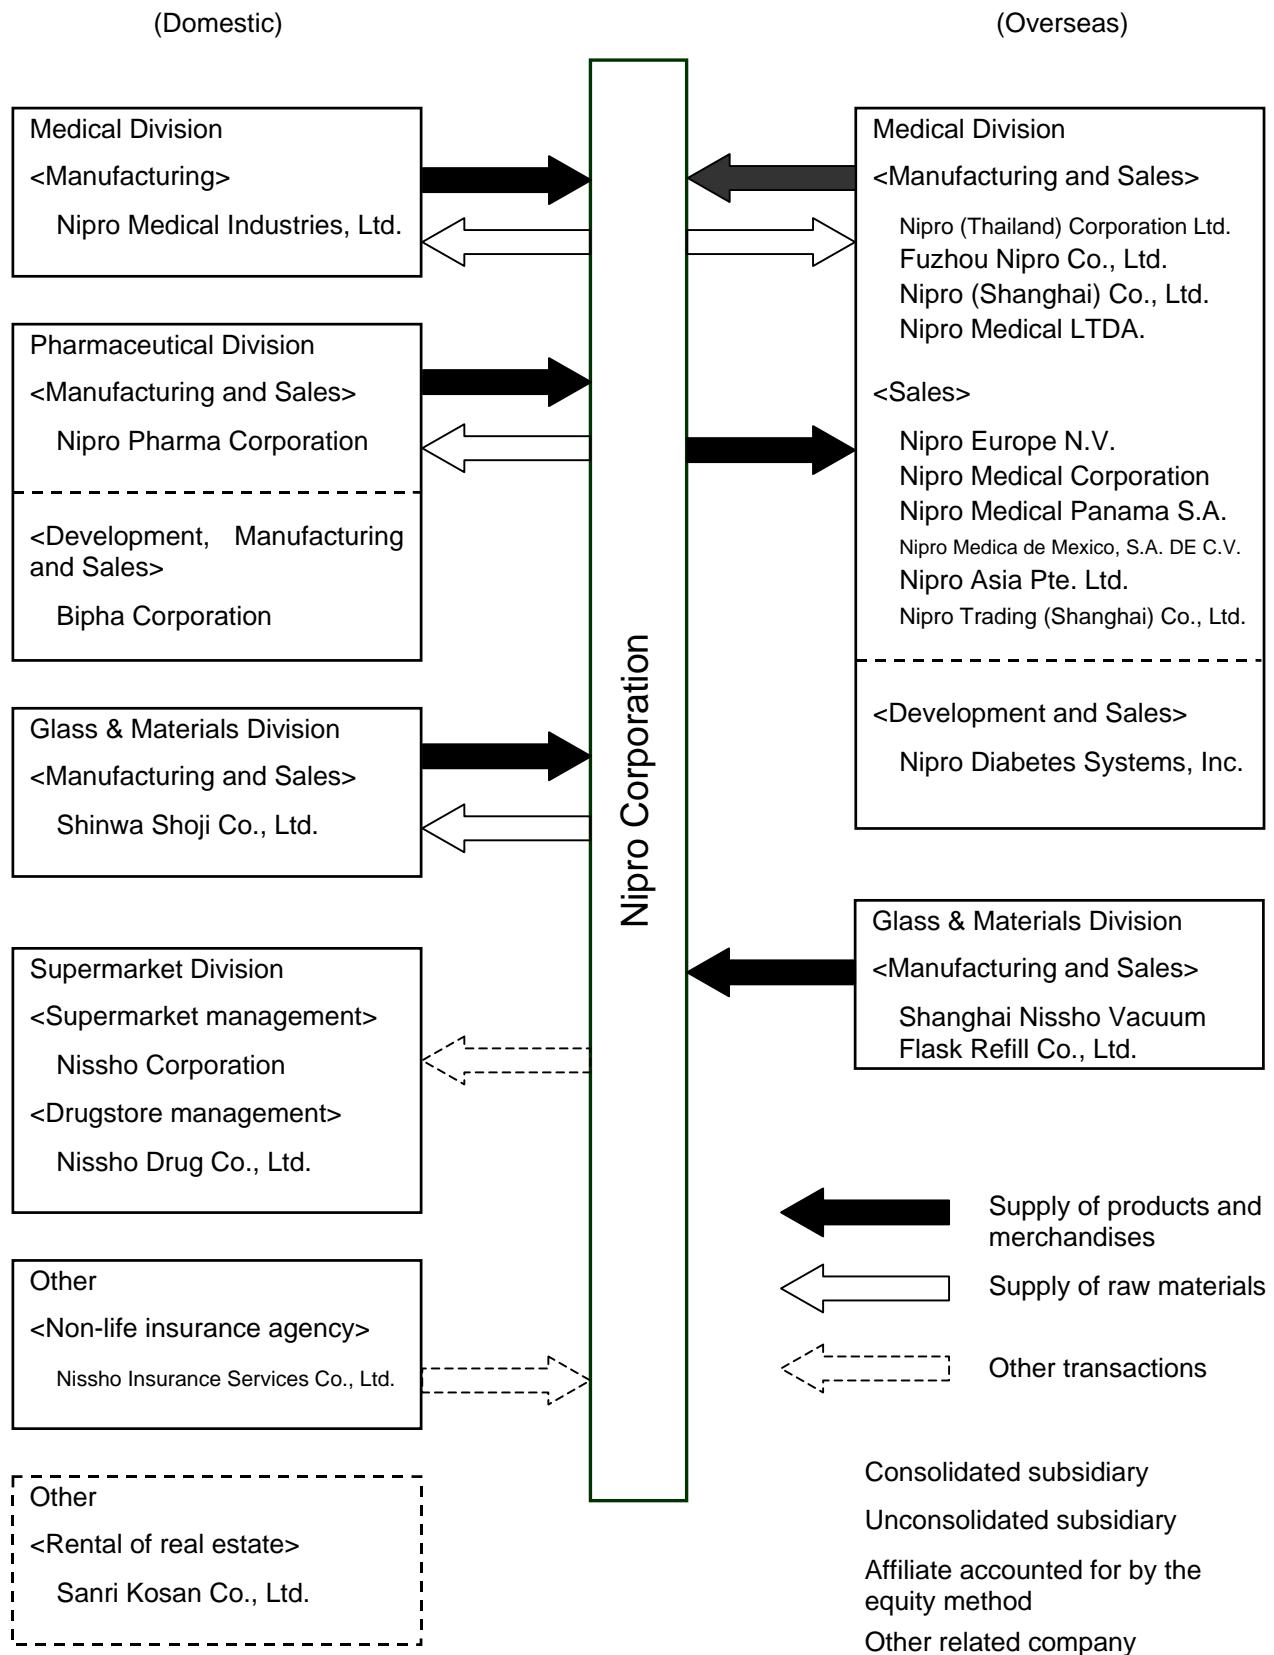 (Domestic)
(Overseas)
Medical Division
<Manufacturing>
Nipro Medical Industries, Ltd.
Pharmaceutical Division
<Manufacturing and Sales>
Nipro Pharma Corporation
<Development, Manufacturing
and Sales>
Bipha Corporation
Glass & Materials Division
<Manufacturing and Sales>
Shinwa Shoji Co., Ltd.
Supermarket Division
<Supermarket management>
Nissho Corporation
<Drugstore management>
Nissho Drug Co., Ltd.
Other
<Non-life insurance agency>
Nissho Insurance Services Co., Ltd.
Other
<Rental of real estate>
Sanri Kosan Co., Ltd.
Nipro Corporation
Medical Division
<Manufacturing and Sales>
Nipro (Thailand) Corporation Ltd.
Fuzhou Nipro Co., Ltd.
Nipro (Shanghai) Co., Ltd.
Nipro Medical LTDA.
<Sales>
Nipro Europe N.V.
Nipro Medical Corporation
Nipro Medical Panama S.A.
Nipro Medica de Mexico, S.A. DE C.V.
Nipro Asia Pte. Ltd.
Nipro Trading (Shanghai) Co., Ltd.
<Development and Sales>
Nipro Diabetes Systems, Inc.
Glass & Materials Division
<Manufacturing and Sales>
Shanghai Nissho Vacuum
Flask Refill Co., Ltd.
Supply of products and
merchandises
Supply of raw materials
Other transactions
Consolidated subsidiary
Unconsolidated subsidiary
Affiliate accounted for by the
equity method
Other related company